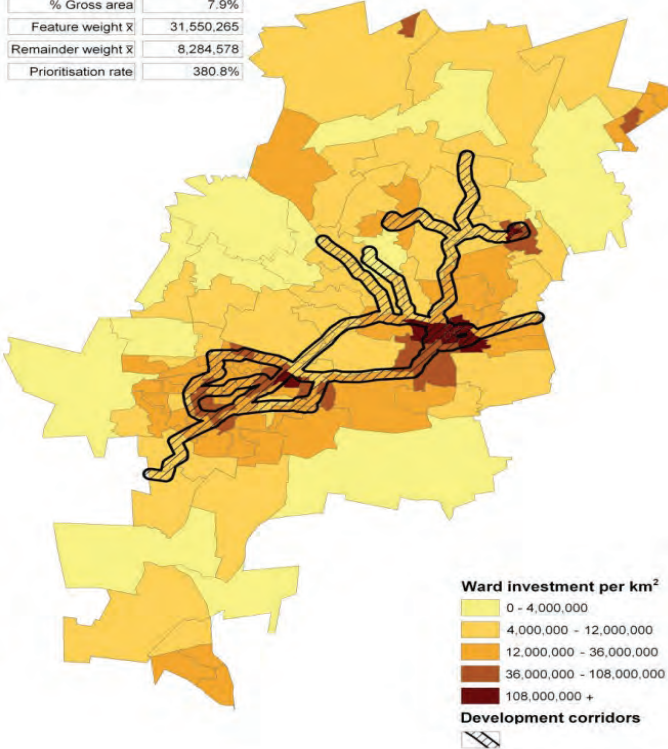 % Gross area 7.9%
Feature weight x̄ 31,550,265
Remainder weight x̄ 8,284,578
Prioritisation rate 380.8%
Ward investment per km²
0 - 4,000,000
4,000,000 - 12,000,000
12,000,000 - 36,000,000
36,000,000 - 108,000,000
108,000,000 +
Development corridors